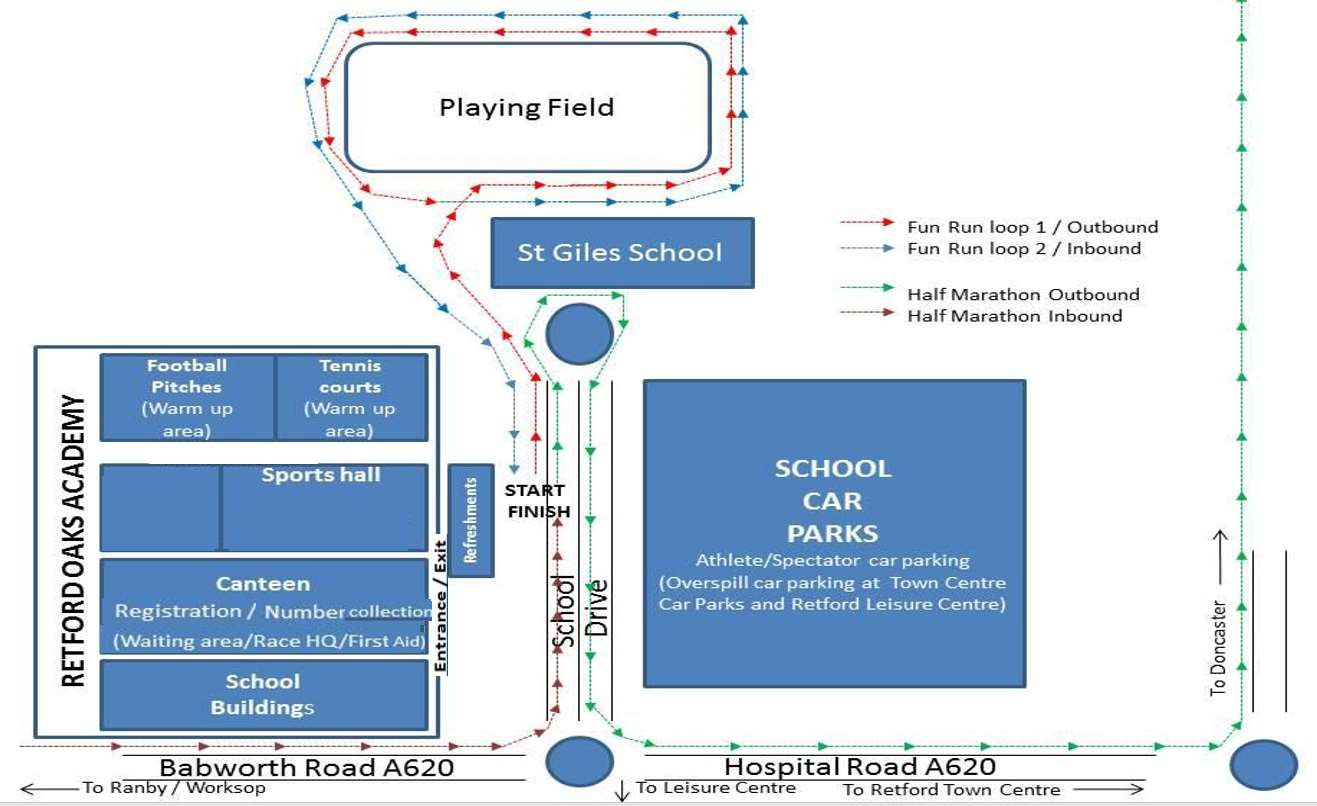 Playing Field
St Giles School
Fun Run loop 1 / Outbound
Fun Run loop 2 / Inbound
Half Marathon Outbound
Half Marathon Inbound
RETFORD OAKS ACADEMY
Football
Pitches
(Warm up
area)
Tennis
courts
(Warm up
area)
Sports hall
Canteen
Registration / Number collection
(Waiting area/Race HQ/First Aid)
School
Buildings
Entrance / Exit
Refreshments
START
FINISH
School
Drive
SCHOOL
CAR
PARKS
Athlete/Spectator car parking
(Overspill car parking at Town Centre
Car Parks and Retford Leisure Centre)
To Doncaster
Babworth Road A620
Hospital Road A620
To Ranby / Worksop
To Leisure Centre
To Retford Town Centre